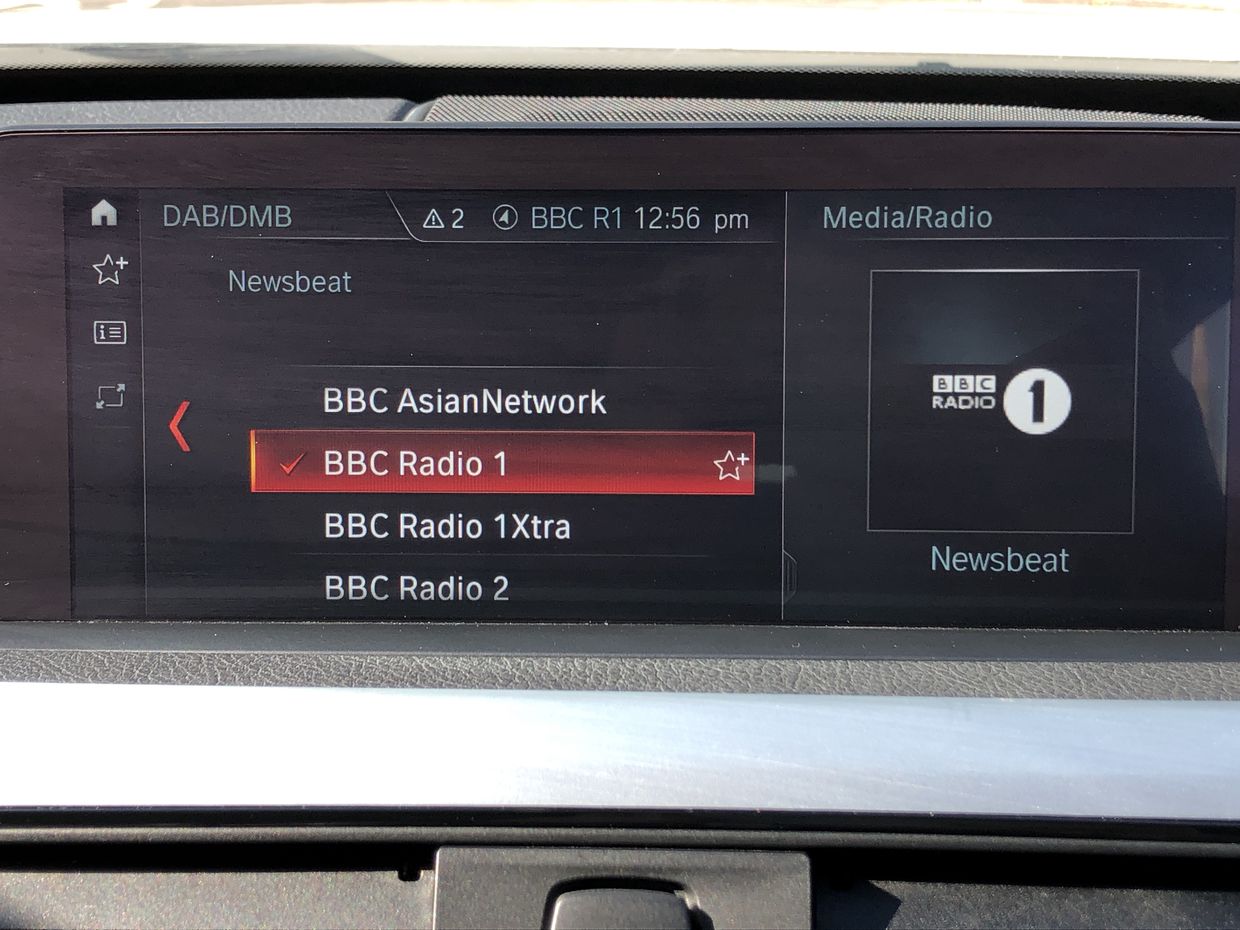 DAB/DMB
2 BBC R1 12:56 pm
Media/Radio
Newsbeat
BBC AsianNetwork
BBC Radio 1
BBC Radio 1Xtra
BBC Radio 2
BBC
RADIO 1
Newsbeat